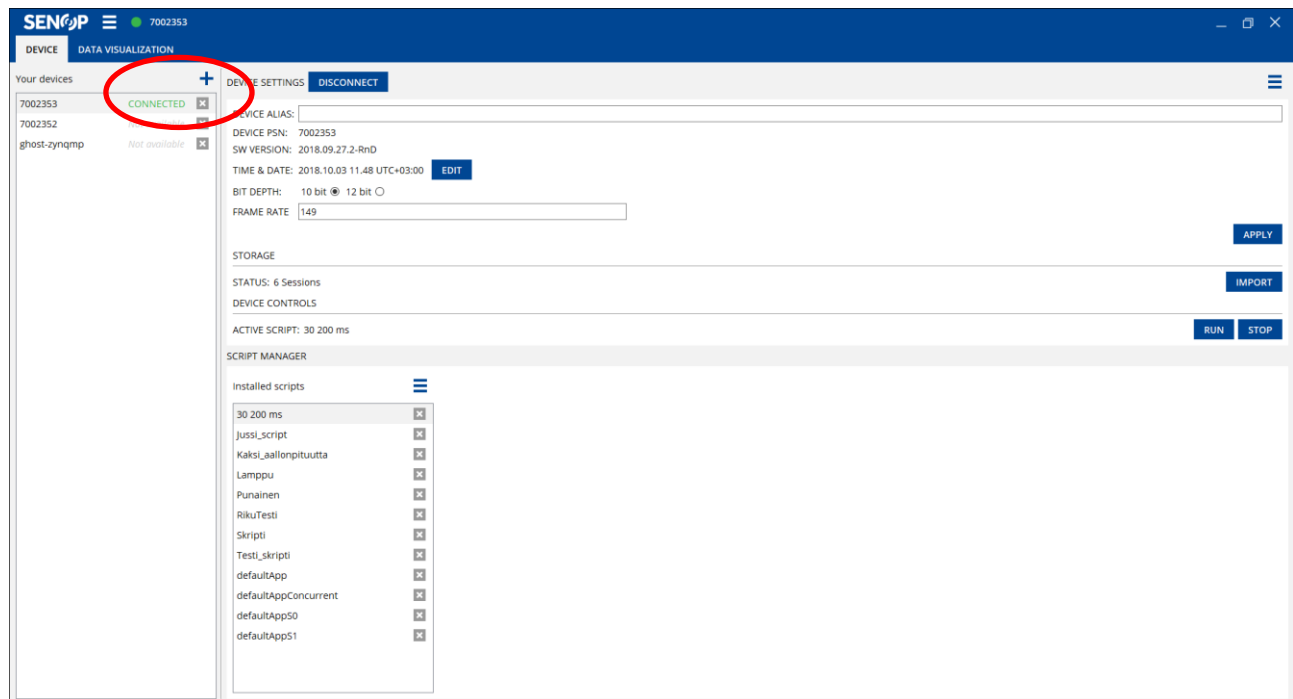 SENOP 7002353
DEVICE DATA VISUALIZATION
Your devices
7002353 CONNECTED
7002352 Not available
ghost-zynqmp Not available
DEVICE SETTINGS DISCONNECT
DEVICE ALIAS:
DEVICE PSN: 7002353
SW VERSION: 2018.09.27.2-RnD
TIME & DATE: 2018.10.03 11.48 UTC+03:00 EDIT
BIT DEPTH: 10 bit 12 bit
FRAME RATE 149
APPLY
STORAGE
STATUS: 6 Sessions IMPORT
DEVICE CONTROLS
ACTIVE SCRIPT: 30 200 ms RUN STOP
SCRIPT MANAGER
Installed scripts
30 200 ms
Jussi_script
Kaksi_aallonpituutta
Lamppu
Punainen
RikuTesti
Skripti
Testi_skripti
defaultApp
defaultAppConcurrent
defaultAppS0
defaultAppS1